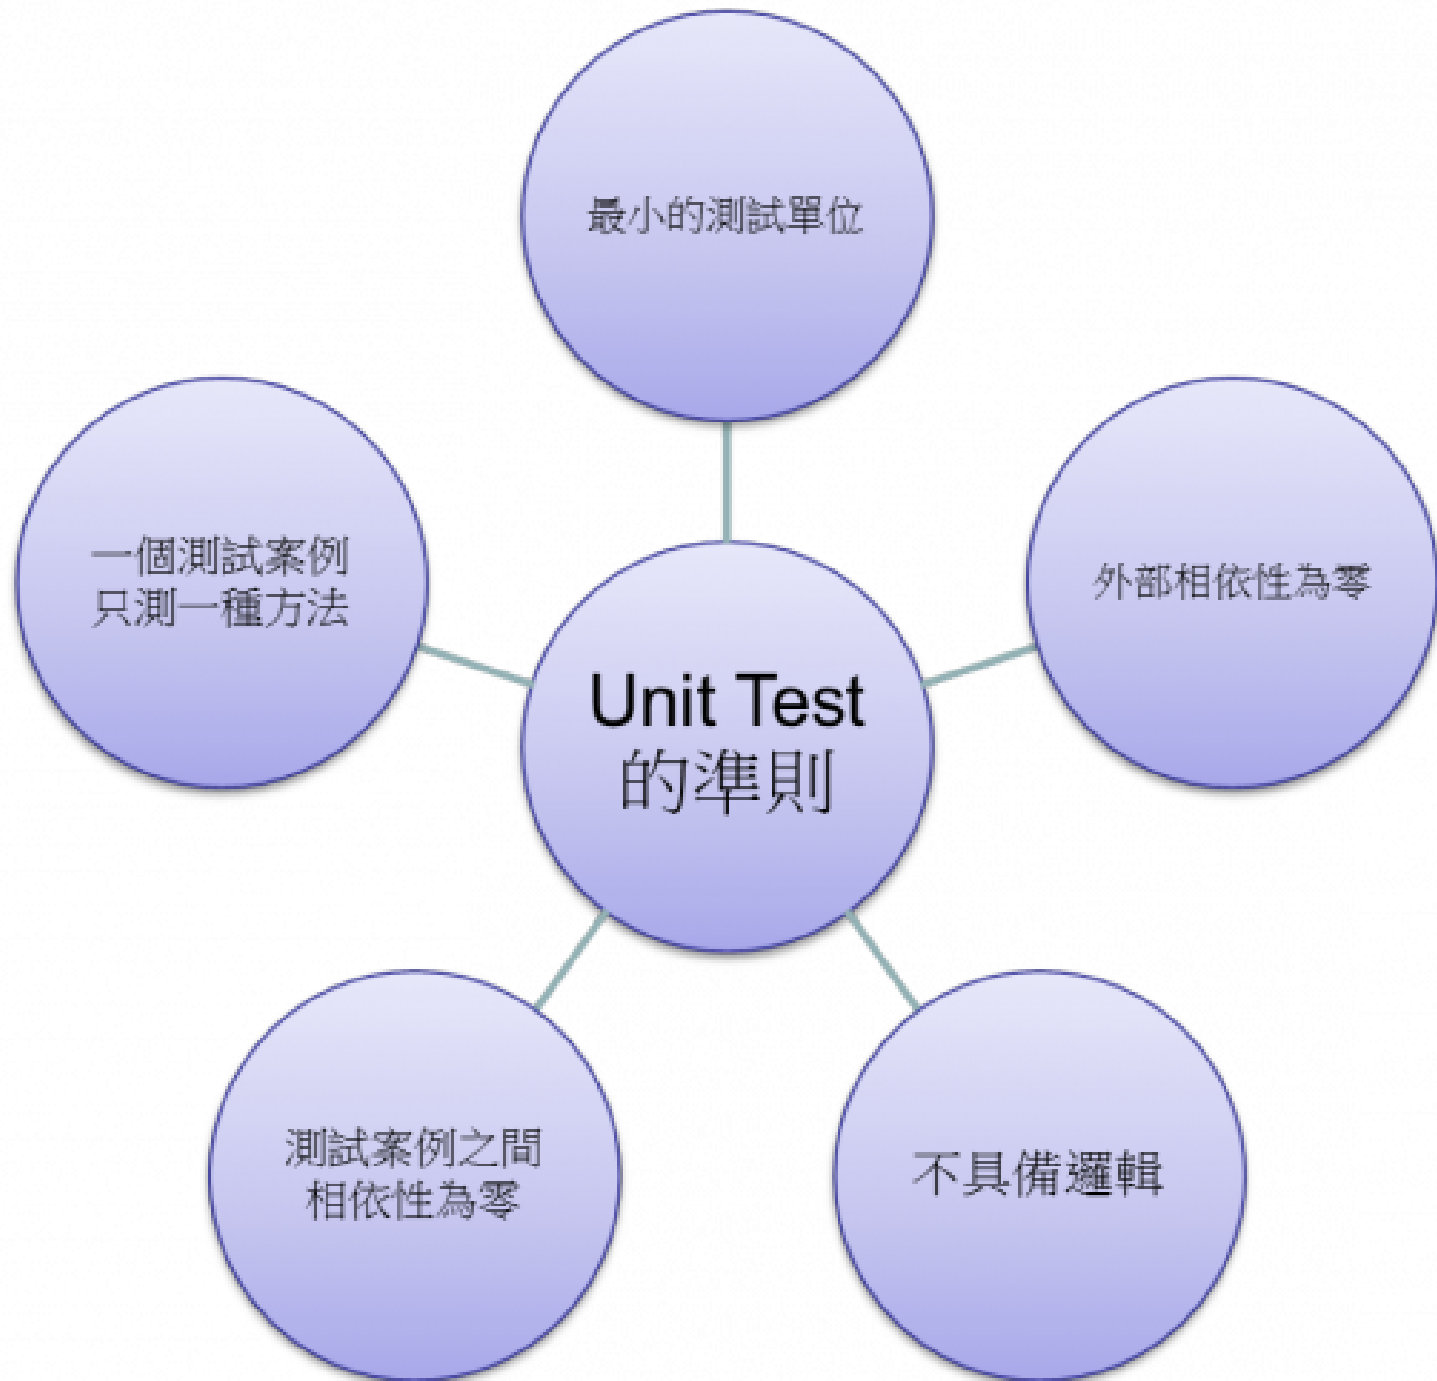 最小的測試單位
一個測試案例
只測一種方法
外部相依性為零
Unit Test
的準則
測試案例之間
相依性為零
不具備邏輯